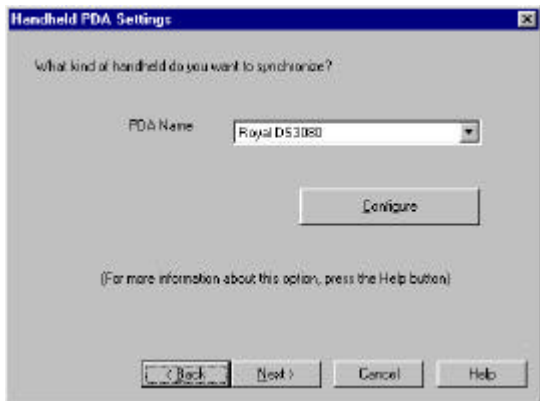 Handheld PDA Settings
What kind of handheld do you want to synchronize?
PDA Name Royal DS3080
Configure
(For more information about this option, press the Help button)
< Back Next > Cancel Help